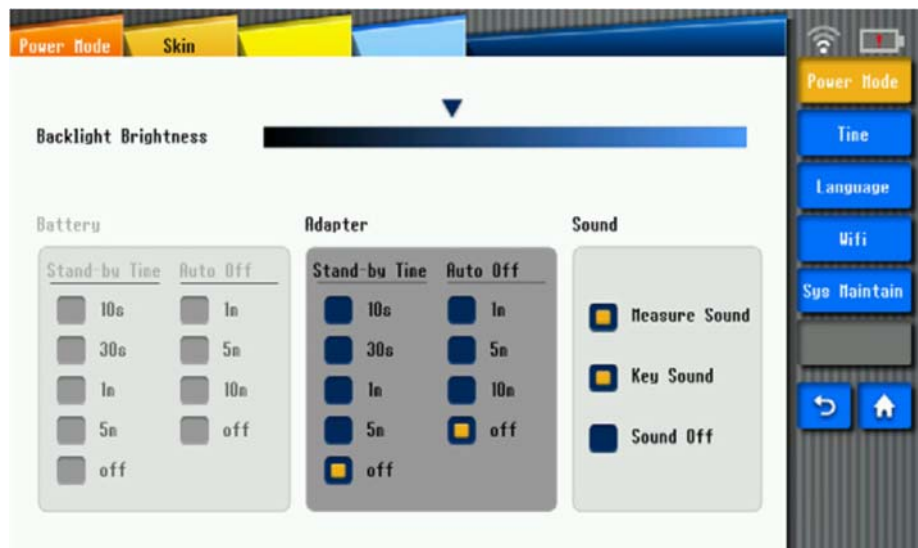 Power Mode
Skin
Power Mode
Backlight Brightness
Time
Language
Battery
Adapter
Sound
Wifi
Stand-by Time
Auto Off
Stand-by Time
Auto Off
Sys Maintain
10s
1m
10s
1m
Measure Sound
30s
5m
30s
5m
1m
10m
1m
10m
Key Sound
5m
off
5m
off
Sound Off
off
off